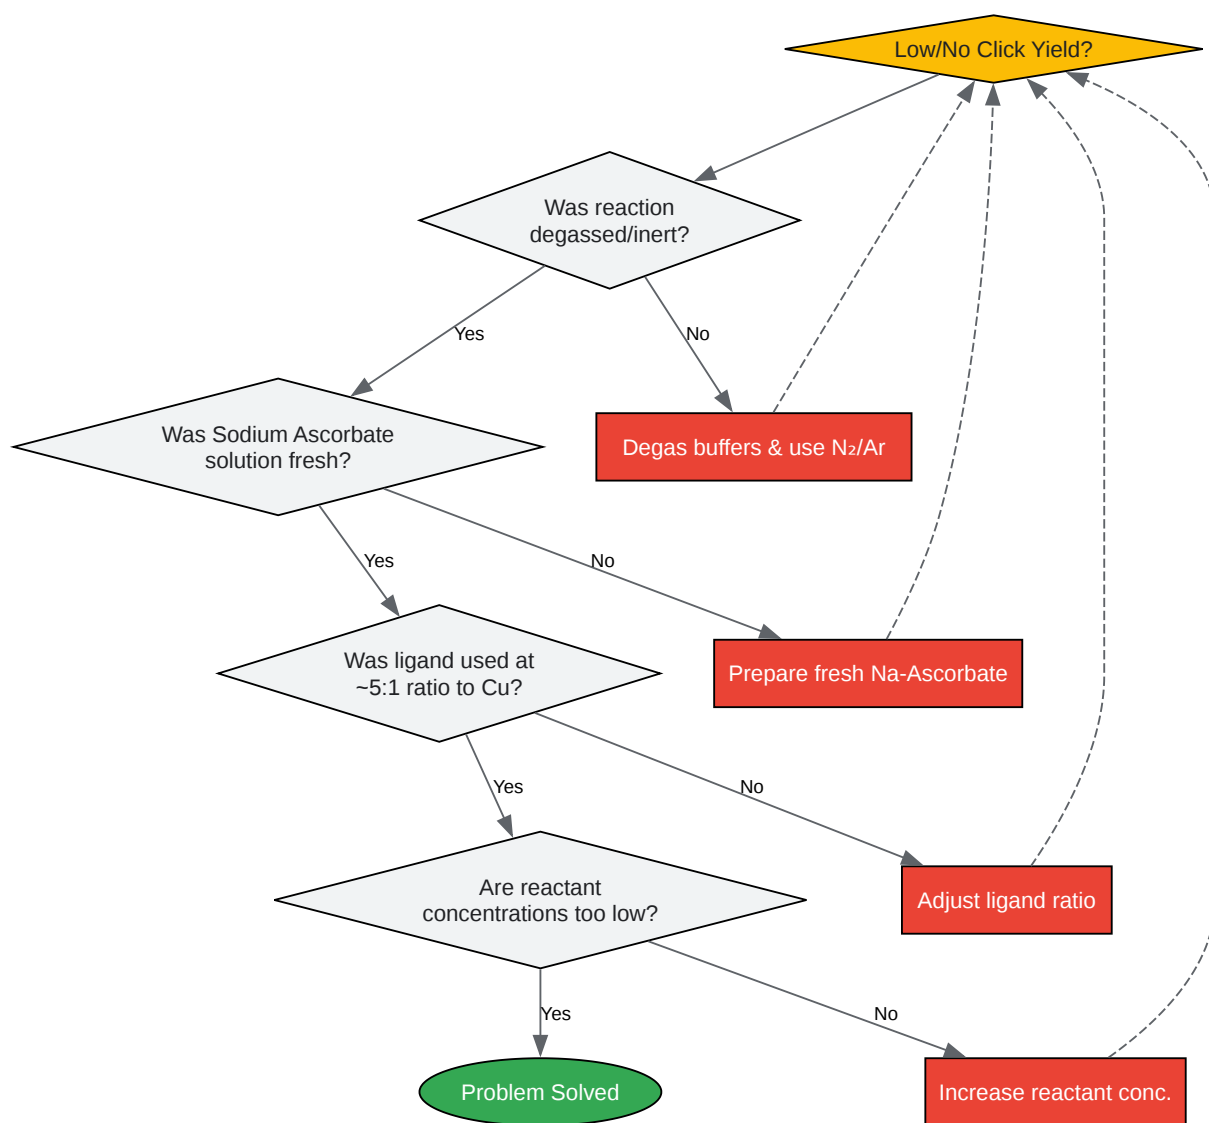 Low/No Click Yield?
Was reaction
degassed/inert?
Yes
No
Was Sodium Ascorbate
solution fresh?
Degas buffers & use N₂/Ar
Yes
No
Was ligand used at
~5:1 ratio to Cu?
Prepare fresh Na-Ascorbate
Yes
No
Are reactant
concentrations too low?
Adjust ligand ratio
Yes
No
Problem Solved
Increase reactant conc.